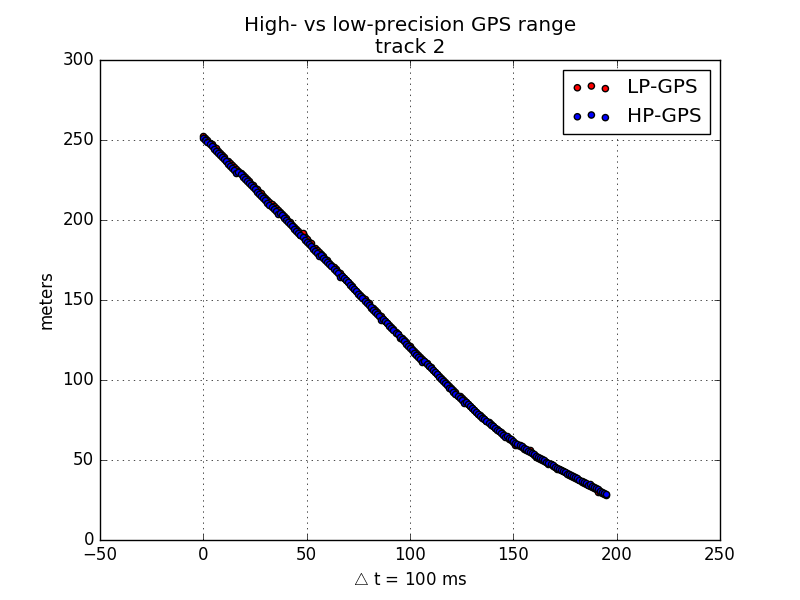 High- vs low-precision GPS range
track 2
300
250
200
150
100
50
0
meters
LP-GPS
HP-GPS
−50
0
50
100
150
200
250
△ t = 100 ms